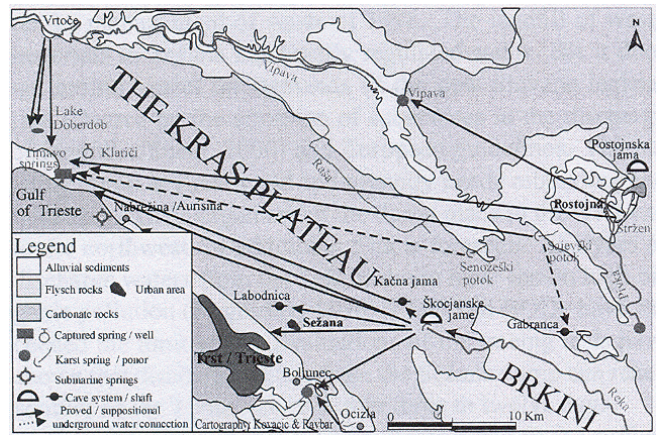 Vrtoče
N
Vipava
Vipava
Lake
Doberdob
THE KRAS PLATEAU
Postojnska
jama
Timavo
springs
Klariči
Raša
Postojna
Gulf
of Trieste
Nabrežina /Aurisina
Stržen
Sajevški
potok
Senožeški
potok
Pivka
Kačna jama
Škocjanske
jame
Labodnica
Sežana
Gabranca
Trst / Trieste
BRKINI
Reka
Boljunec
Ocizla
0
10 Km
Legend
Alluvial sediments
Flysch rocks
Urban area
Carbonate rocks
Captured spring / well
Karst spring / ponor
Submarine springs
Cave system / shaft
Proved / suppositional
underground water connection
Cartography Kovacic & Ravbar